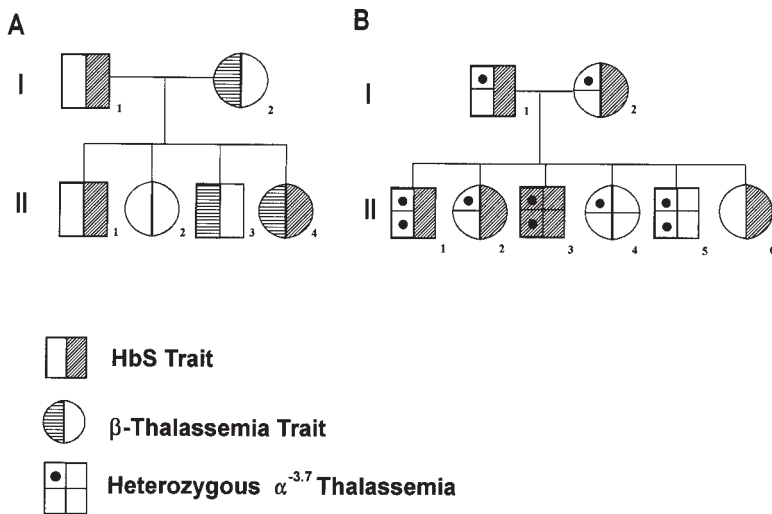 A
B
I
1
2
I
1
2
II
1
2
3
4
II
1
2
3
4
5
6
HbS Trait
β-Thalassemia Trait
Heterozygous α-3.7 Thalassemia